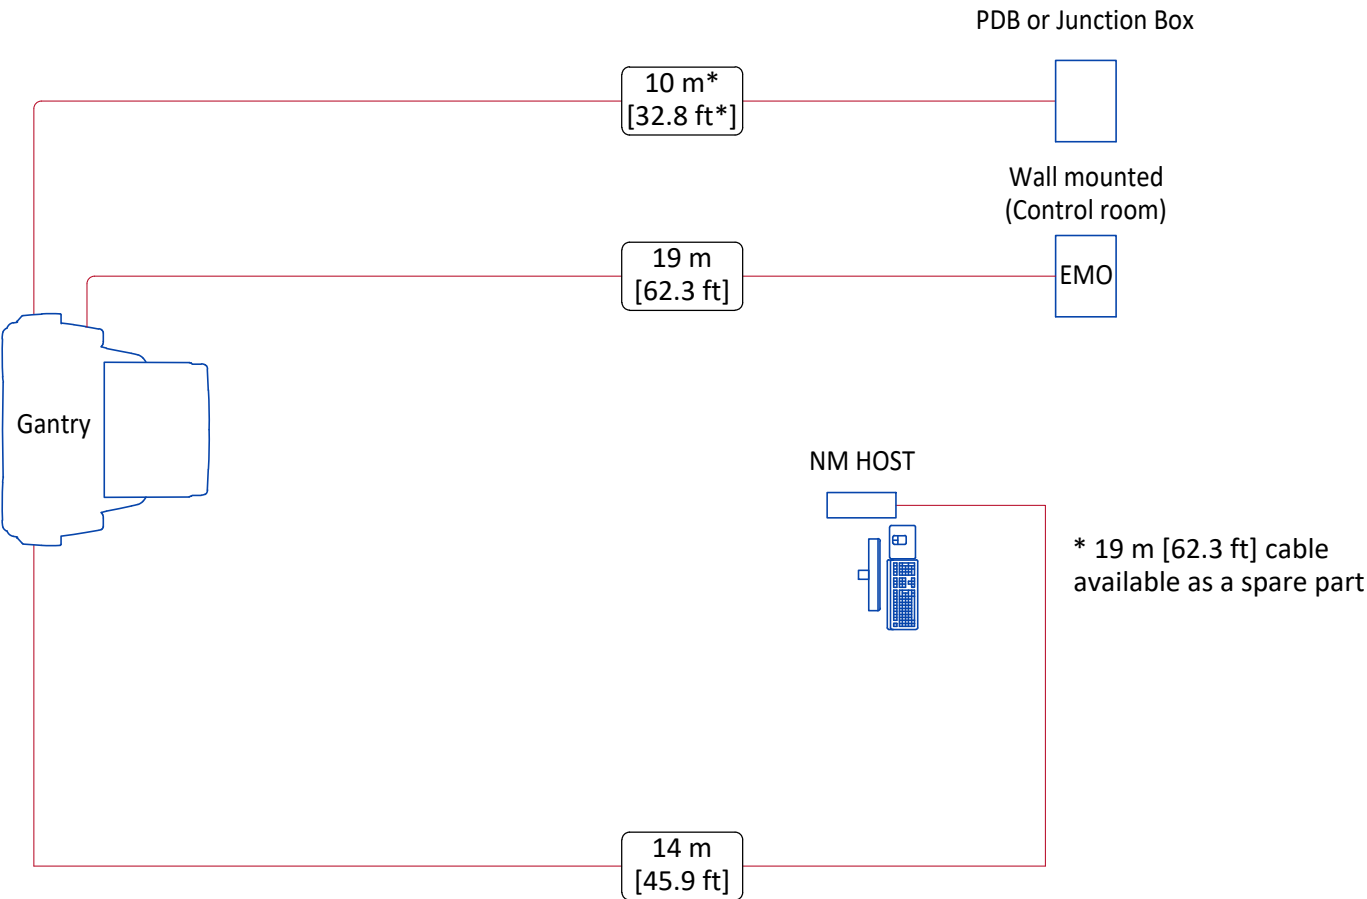 PDB or Junction Box
10 m*
[32.8 ft*]
Wall mounted
(Control room)
19 m
[62.3 ft]
EMO
Gantry
NM HOST
* 19 m [62.3 ft] cable
available as a spare part
14 m
[45.9 ft]